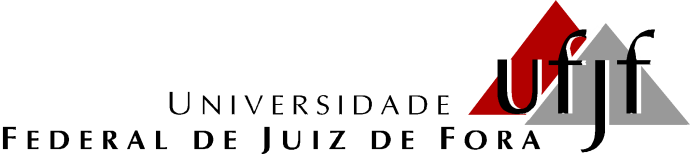 UNIVERSIDADE
FEDERAL DE JUIZ DE FORA
ufjf